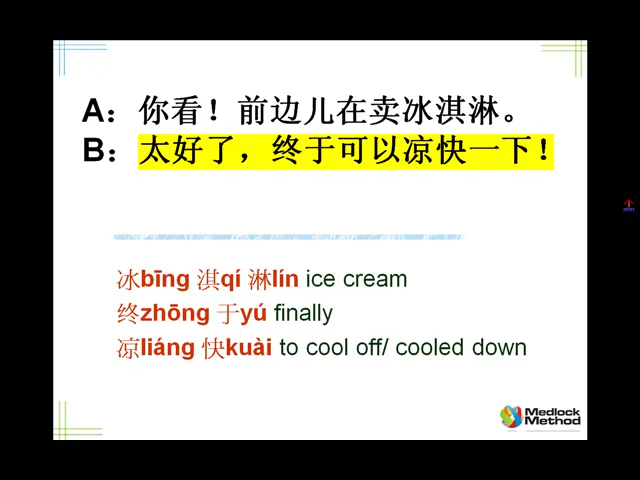 A：你看！前边儿在卖冰淇淋。
B：太好了，终于可以凉快一下！
冰bīng 淇qí 淋lín ice cream
终zhōng 于yú finally
凉liáng 快kuài to cool off/ cooled down
Medlock
Method